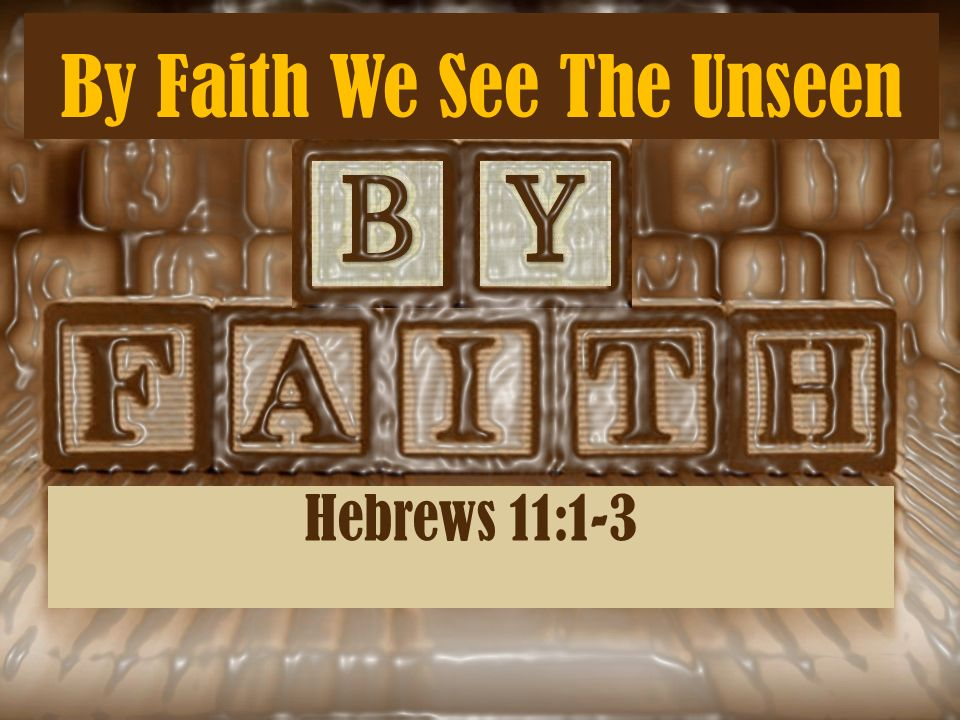 By Faith We See The Unseen
BY
FAITH
Hebrews 11:1-3